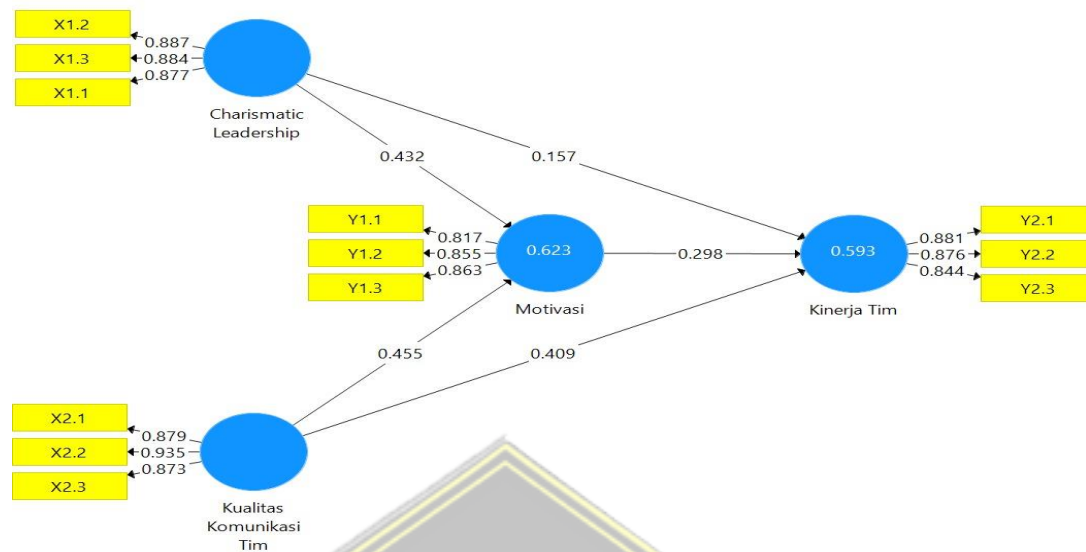 X1.2
0.887
X1.3
0.884
X1.1
0.877
Charismatic
Leadership
0.432
0.157
Y1.1
0.817
Y1.2
0.855
Y1.3
0.863
0.623
Motivasi
0.298
0.593
Kinerja Tim
0.881
Y2.1
0.876
Y2.2
0.844
Y2.3
0.455
0.409
X2.1
0.879
X2.2
0.935
X2.3
0.873
Kualitas
Komunikasi
Tim